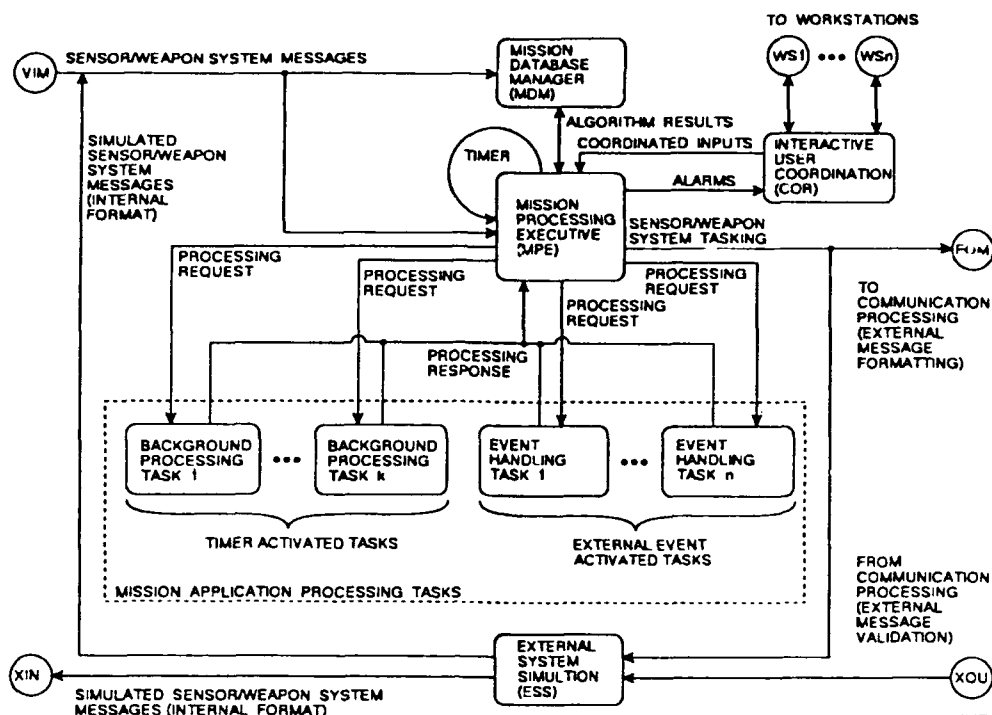 TO WORKSTATIONS
WS1 ••• WSn
VIM
SENSOR/WEAPON SYSTEM MESSAGES
MISSION
DATABASE
MANAGER
(MDM)
SIMULATED
SENSOR/WEAPON
SYSTEM
MESSAGES
(INTERNAL
FORMAT)
TIMER
ALGORITHM RESULTS
COORDINATED INPUTS
ALARMS
INTERACTIVE
USER
COORDINATION
(COR)
MISSION
PROCESSING
EXECUTIVE
(MPE)
SENSOR/WEAPON
SYSTEM TASKING
PROCESSING
REQUEST
PROCESSING
REQUEST
PROCESSING
REQUEST
PROCESSING
REQUEST
PROCESSING
RESPONSE
TO
COMMUNICATION
PROCESSING
(EXTERNAL
MESSAGE
FORMATTING)
BACKGROUND
PROCESSING
TASK 1
•••
BACKGROUND
PROCESSING
TASK k
EVENT
HANDLING
TASK 1
•••
EVENT
HANDLING
TASK n
TIMER ACTIVATED TASKS
EXTERNAL EVENT
ACTIVATED TASKS
MISSION APPLICATION PROCESSING TASKS
FROM
COMMUNICATION
PROCESSING
(EXTERNAL
MESSAGE
VALIDATION)
XIN
EXTERNAL
SYSTEM
SIMULTION
(ESS)
XOU
SIMULATED SENSOR/WEAPON SYSTEM
MESSAGES (INTERNAL FORMAT)